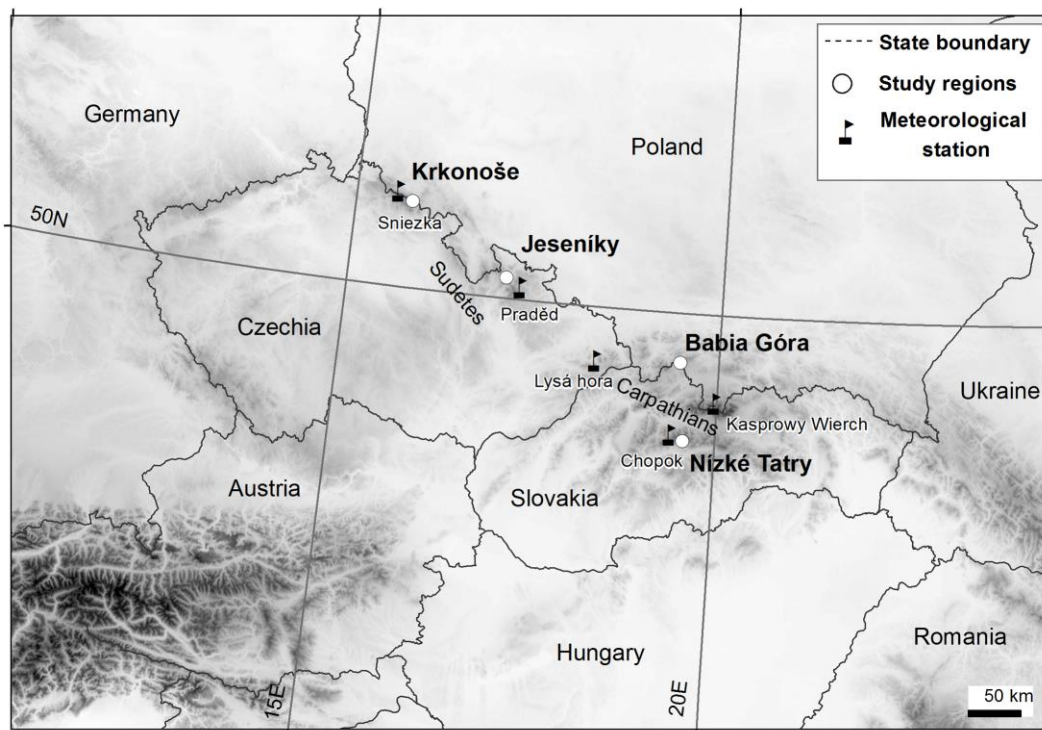 State boundary
Study regions
Meteorological
station
Germany
Poland
Krkonoše
Sniezka
50N
Jeseníky
Sudetes
Praděd
Czechia
Babia Góra
Lysá hora
Carpathians
Kasprowy Wierch
Ukraine
Chopok
Nízké Tatry
Austria
Slovakia
Hungary
Romania
15E
20E
50 km